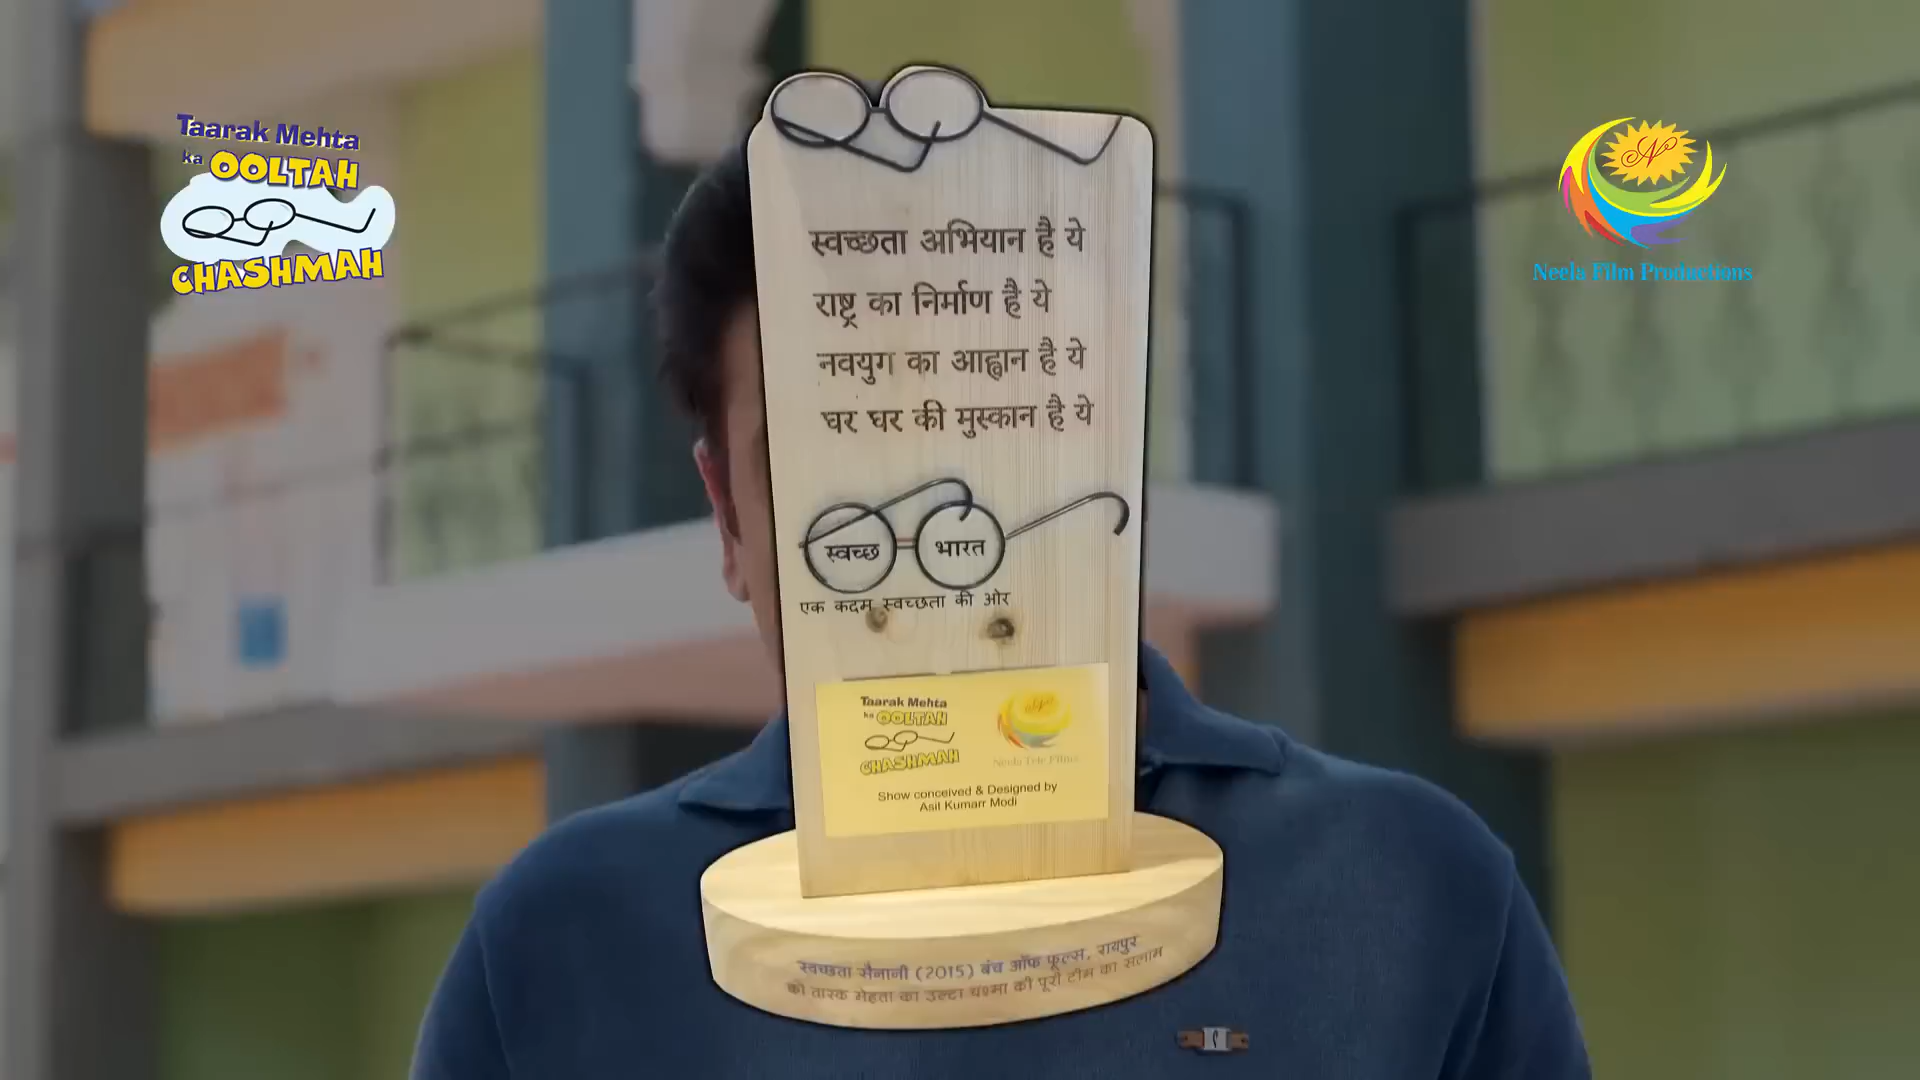 Taarak Mehta
ka OOLTAH
CHASHMAH
Neela Film Productions
स्वच्छता अभियान है ये
राष्ट्र का निर्माण है ये
नवयुग का आह्वान है ये
घर घर की मुस्कान है ये
स्वच्छ भारत
एक कदम स्वच्छता की ओर
Taarak Mehta
ka OOLTAH
CHASHMAH
Neela Tele Films
Show conceived & Designed by
Asit Kumarr Modi
स्वच्छता सैनानी (2015) बंच ऑफ फूल्स, रायपुर
को तारक मेहता का उल्टा चश्मा की पूरी टीम का सलाम